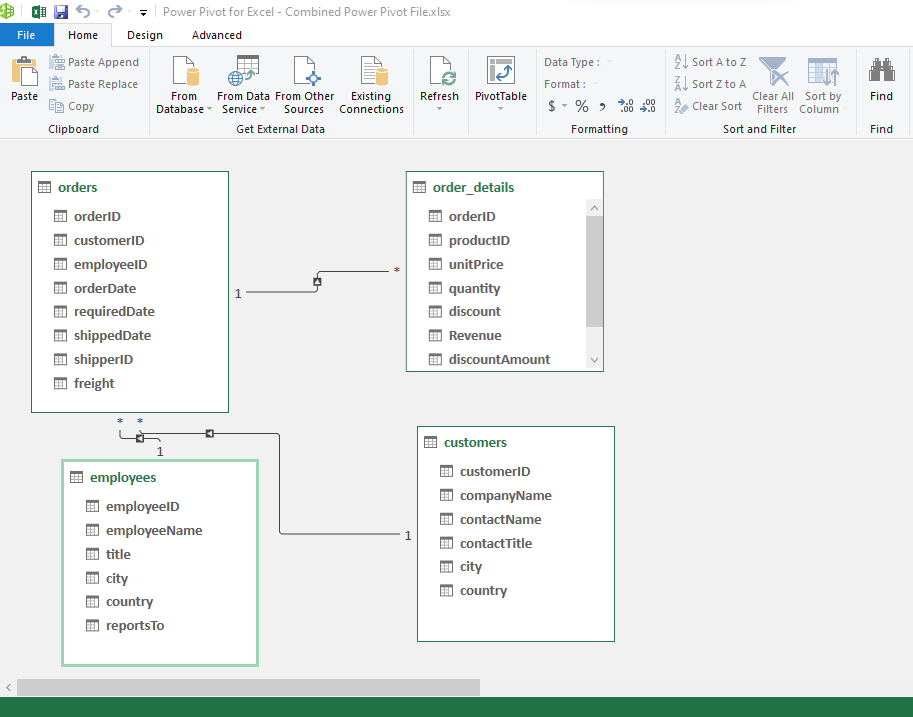 Power Pivot for Excel - Combined Power Pivot File.xlsx
File Home Design Advanced
Paste
Paste Append
Paste Replace
Copy
Clipboard
From Database
From Data Service
From Other Sources
Existing Connections
Get External Data
Refresh
PivotTable
Data Type :
Format :
$ % , .00 .00
Formatting
Sort A to Z
Sort Z to A
Clear Sort
Clear All Filters
Sort by Column
Sort and Filter
Find
Find
orders
orderID
customerID
employeeID
orderDate
requiredDate
shippedDate
shipperID
freight
1
*
order_details
orderID
productID
unitPrice
quantity
discount
Revenue
discountAmount
* *
1
employees
employeeID
employeeName
title
city
country
reportsTo
1
customers
customerID
companyName
contactName
contactTitle
city
country